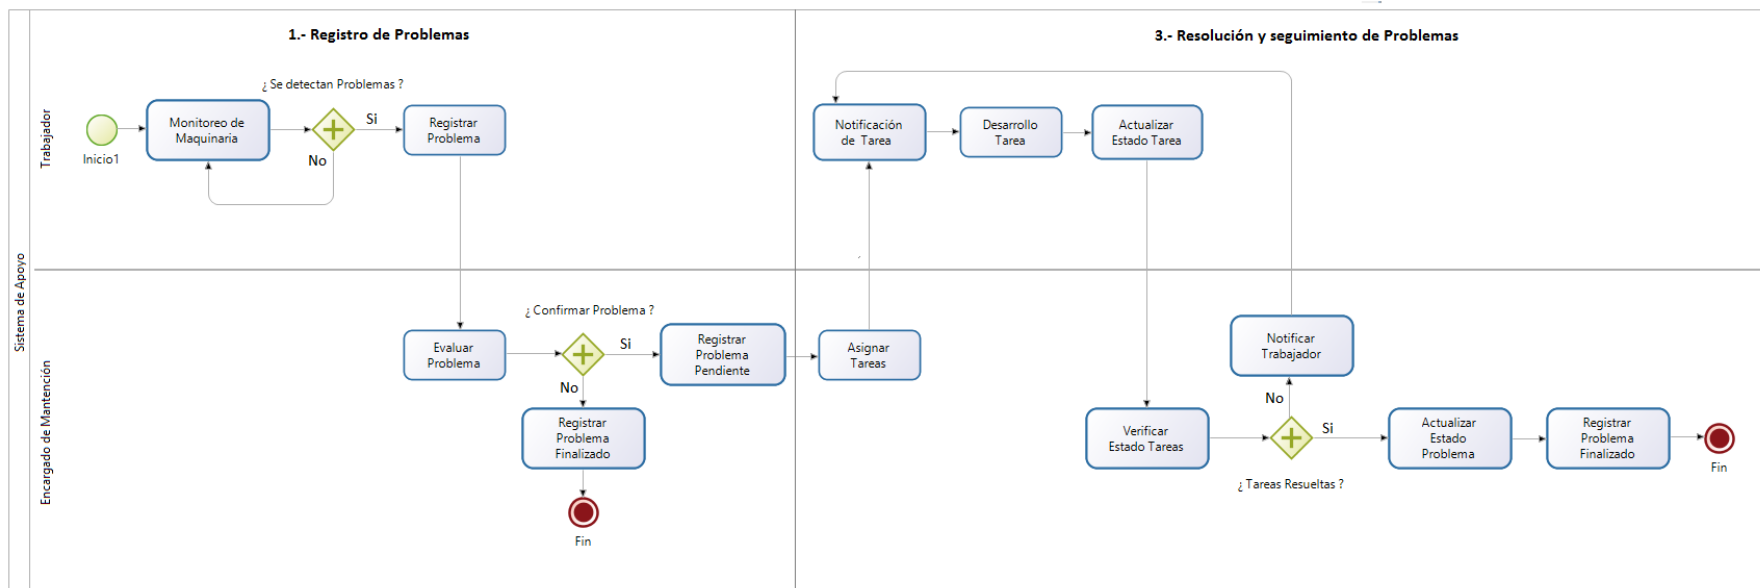 1.- Registro de Problemas
3.- Resolución y seguimiento de Problemas
Sistema de Apoyo
Trabajador
Encargado de Mantención
Inicio1
Monitoreo de
Maquinaria
¿ Se detectan Problemas ?
Si
No
Registrar
Problema
Notificación
de Tarea
Desarrollo
Tarea
Actualizar
Estado Tarea
Evaluar
Problema
¿ Confirmar Problema ?
Si
No
Registrar
Problema
Pendiente
Asignar
Tareas
Registrar
Problema
Finalizado
Fin
Notificar
Trabajador
Verificar
Estado Tareas
No
Si
¿ Tareas Resueltas ?
Actualizar
Estado
Problema
Registrar
Problema
Finalizado
Fin